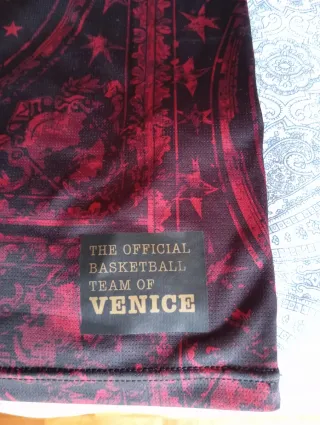 THE OFFICIAL
BASKETBALL
TEAM OF
VENICE